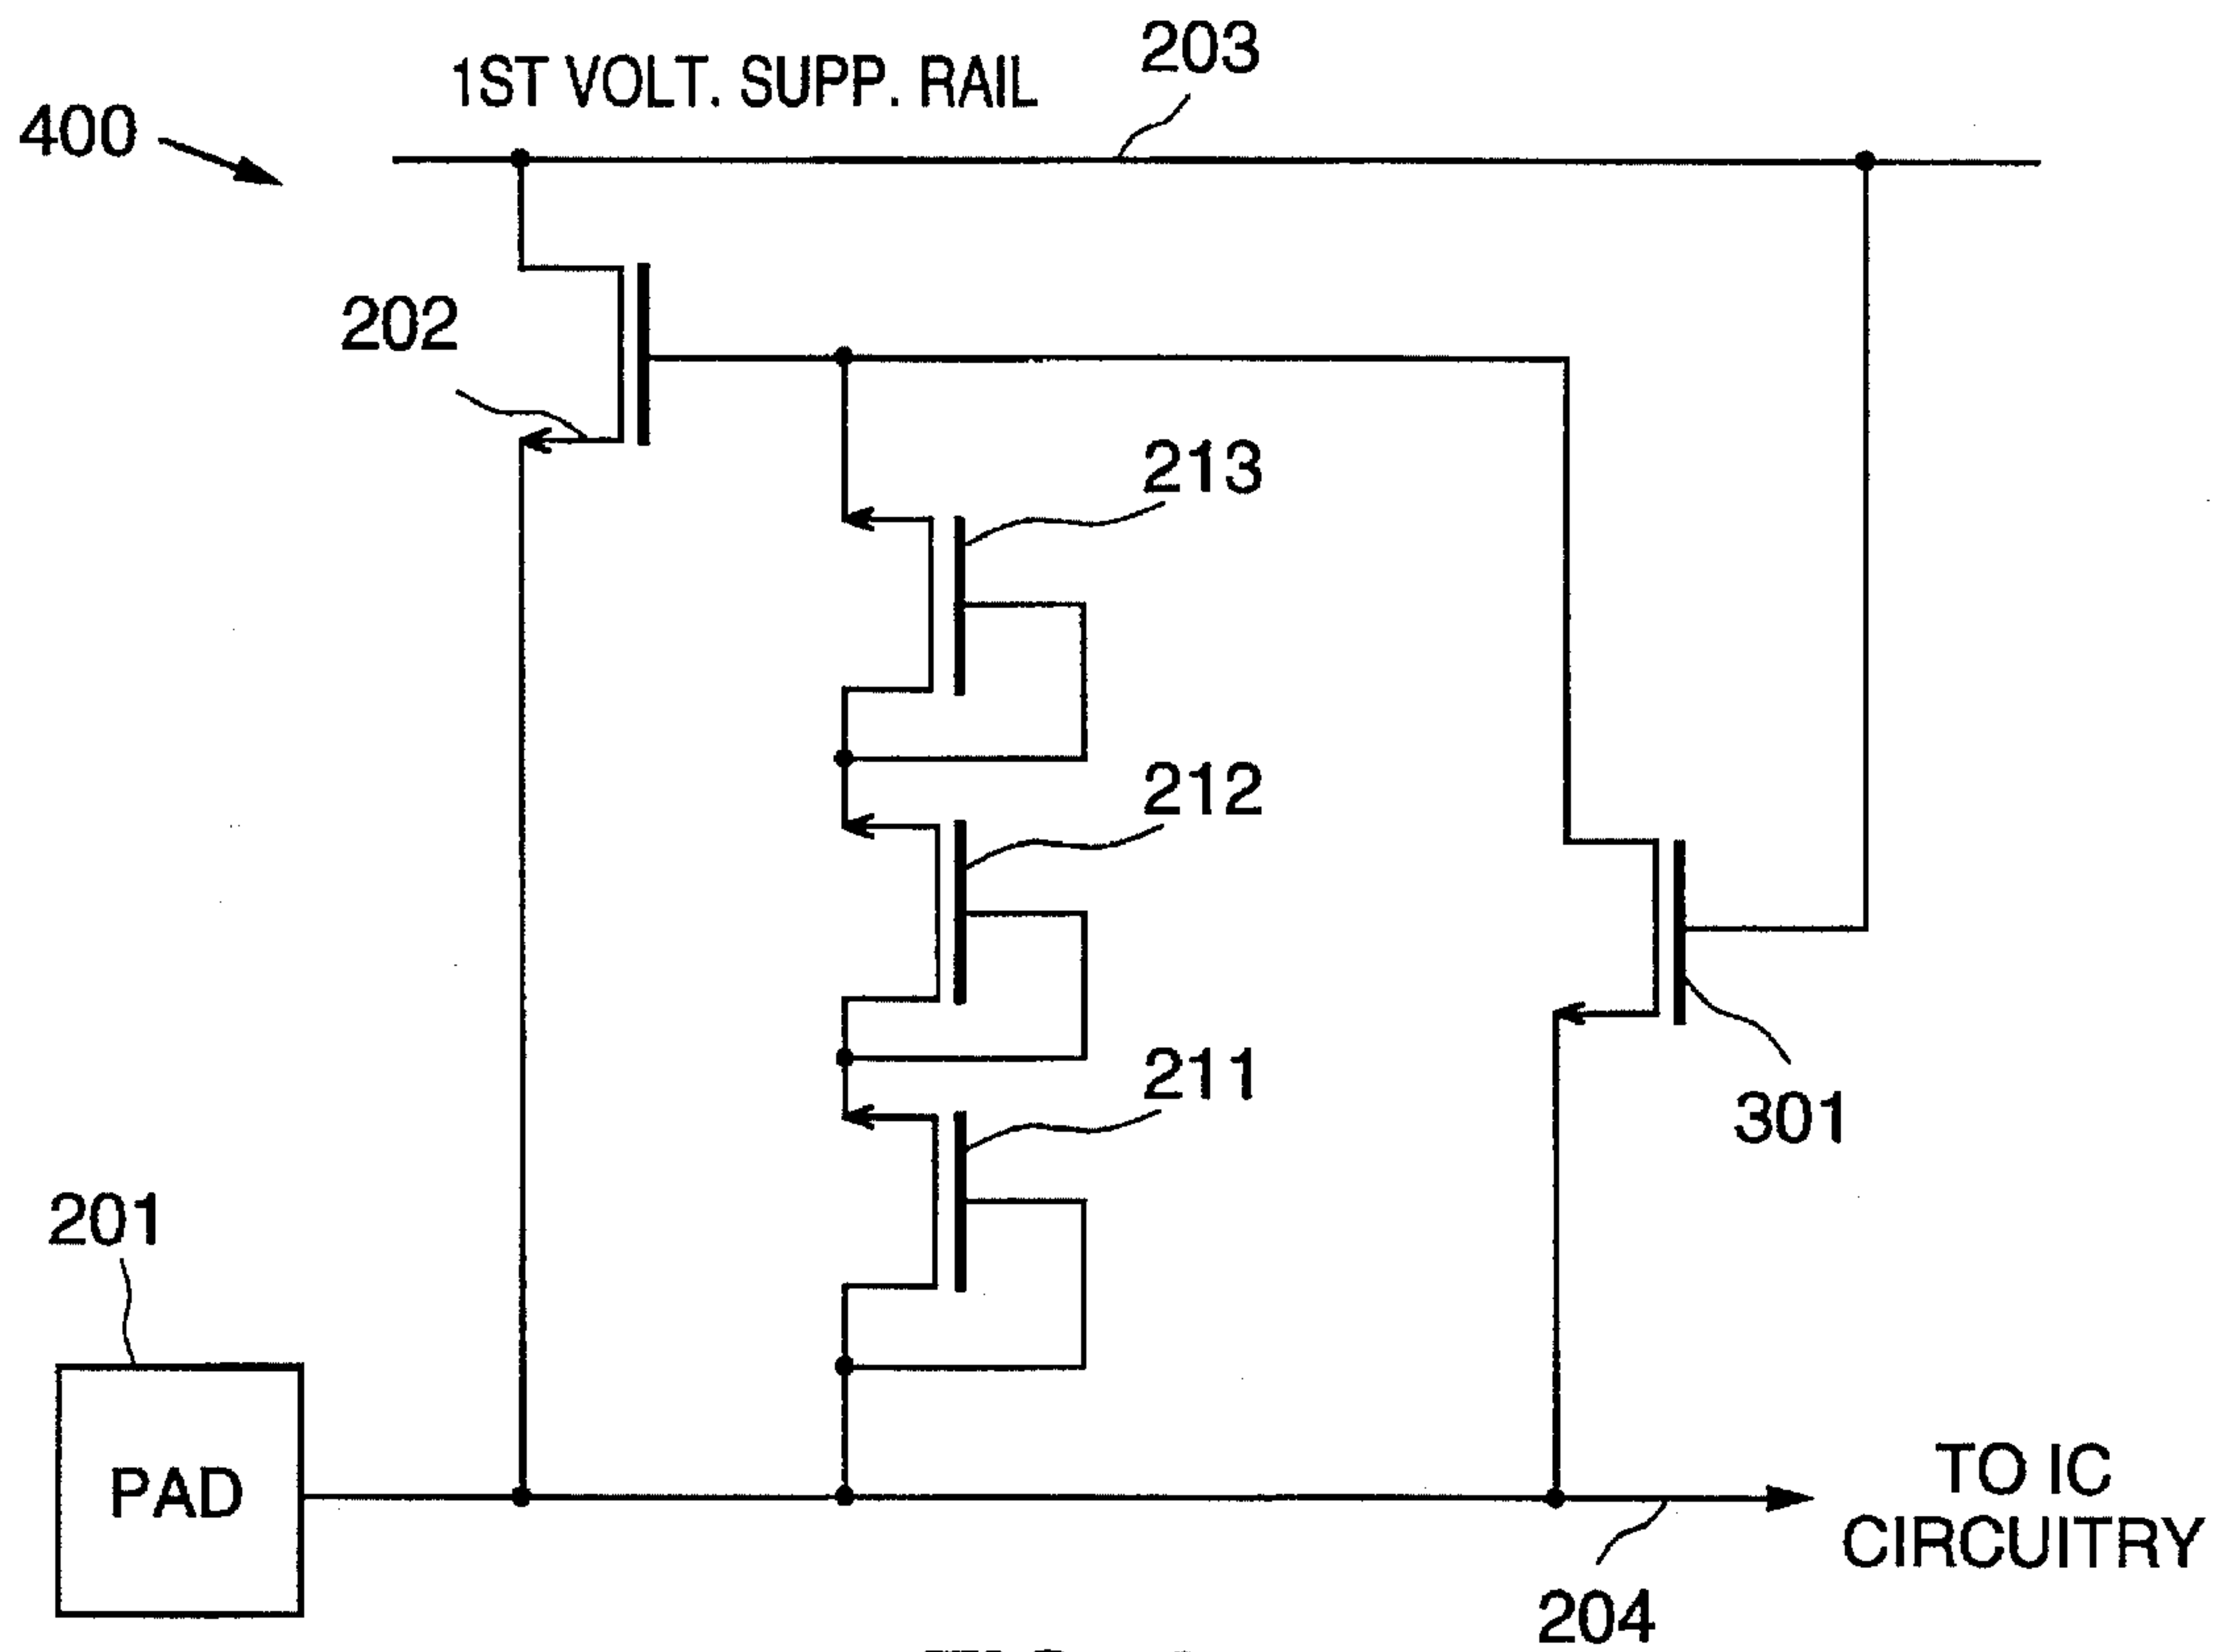 203
1ST VOLT. SUPP. RAIL
400
202
213
212
211
301
201
PAD
TO IC
CIRCUITRY
204